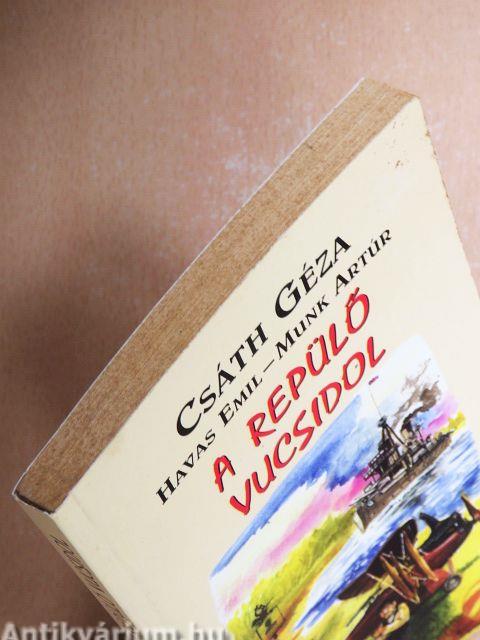 CSÁTH GÉZA
HAVAS EMIL – MUNK ARTÚR
A REPÜLŐ
VUCSIDOL
Antikvárium.hu